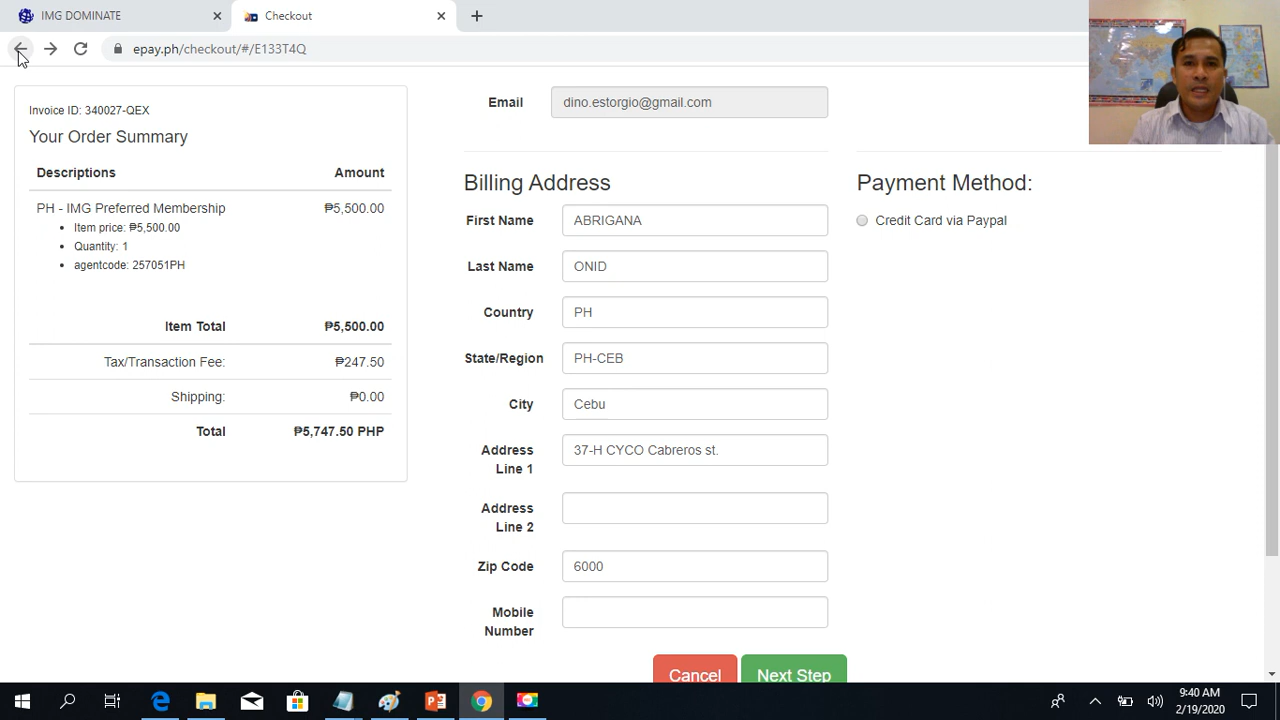 IMG DOMINATE
Checkout
epay.ph/checkout/#/E133T4Q
Invoice ID: 340027-QEX
Your Order Summary
Descriptions Amount
PH - IMG Preferred Membership ₱5,500.00
Item price: ₱5,500.00
Quantity: 1
agentcode: 257051PH
Item Total ₱5,500.00
Tax/Transaction Fee: ₱247.50
Shipping: ₱0.00
Total ₱5,747.50 PHP
Email dino.estorgio@gmail.com
Billing Address
First Name ABRIGANA
Last Name ONID
Country PH
State/Region PH-CEB
City Cebu
Address
Line 1
37-H CYCO Cabreros st.
Address
Line 2
Zip Code 6000
Mobile
Number
Cancel Next Step
Payment Method:
Credit Card via Paypal
9:40 AM
2/19/2020